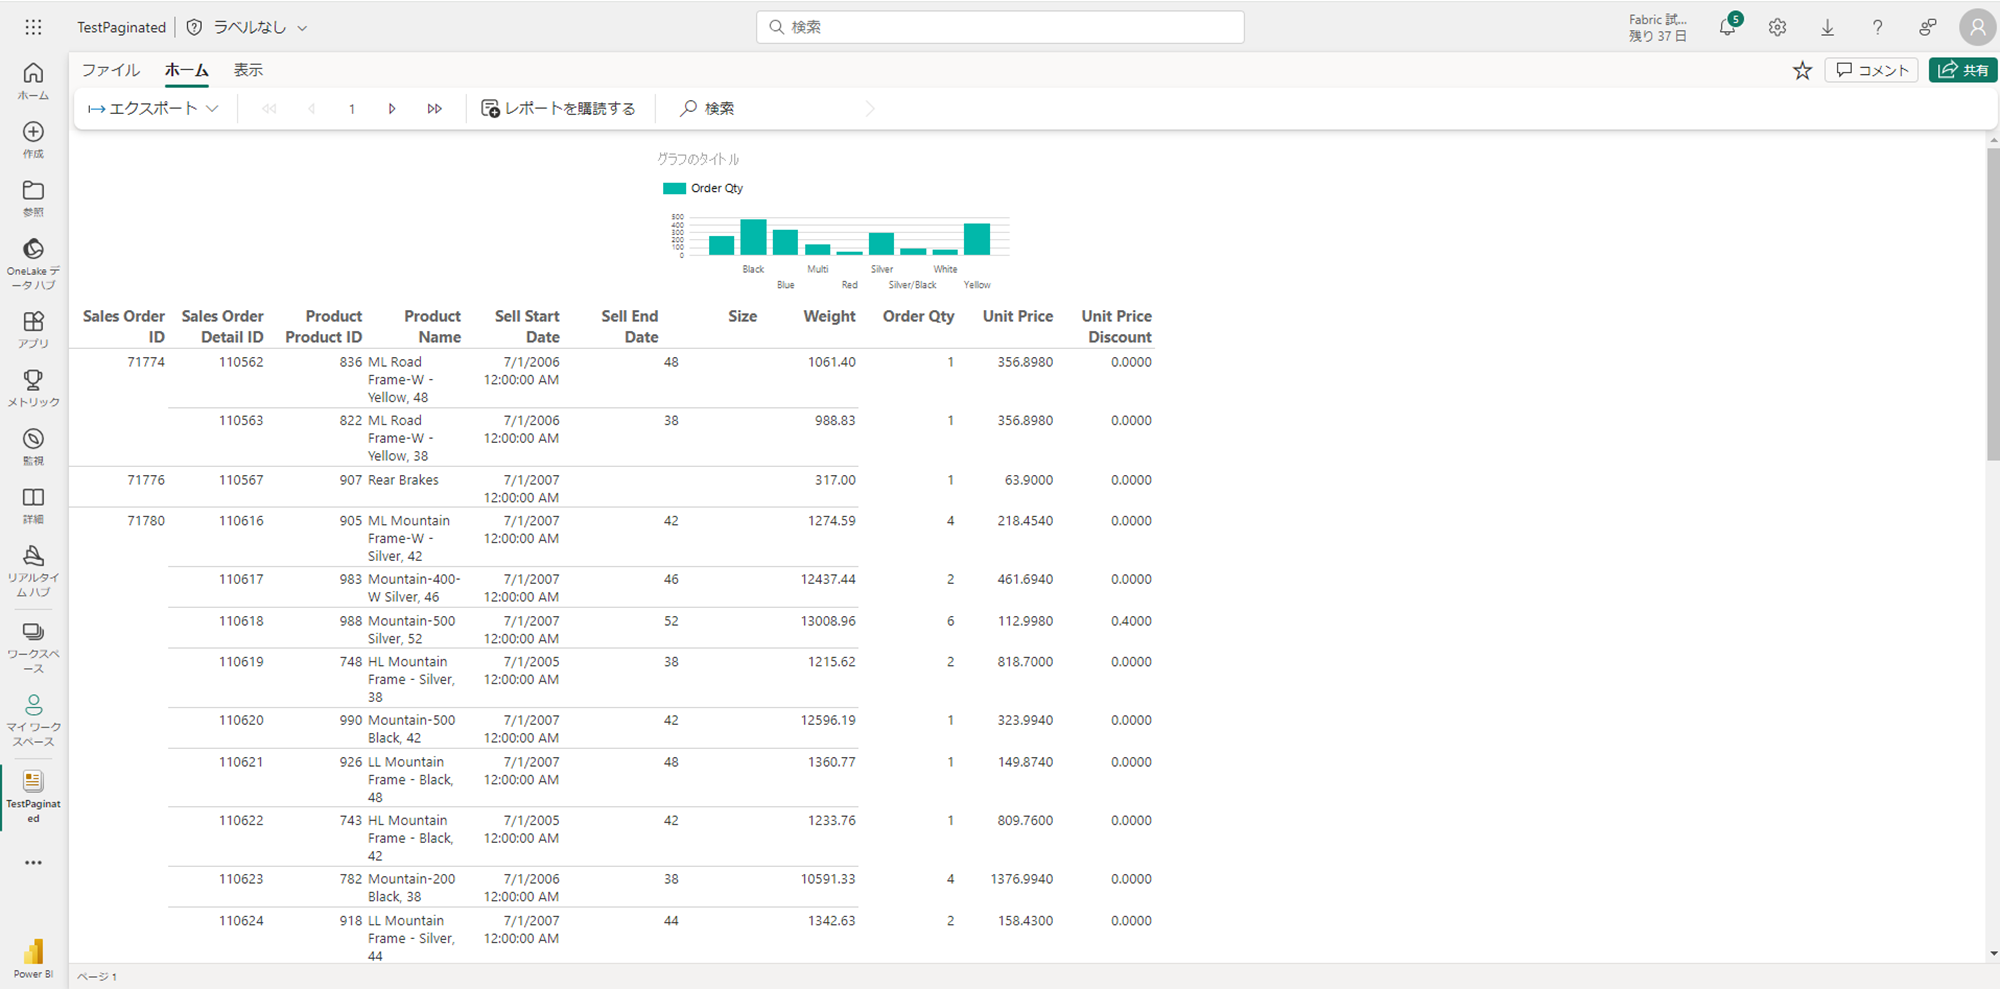 TestPaginated
ラベルなし
検索
Fabric 試...
残り 37 日
5
ファイル
ホーム
表示
コメント
共有
エクスポート
1
レポートを購読する
検索
ホーム
作成
参照
OneLake デ
ータ ハブ
アプリ
メトリック
監視
詳細
リアルタイ
ム ハブ
ワークスペ
ース
マイ ワーク
スペース
TestPaginat
ed
Power BI
グラフのタイトル
Order Qty
500
400
300
200
100
0
Black
Multi
Silver
White
Blue
Red
Silver/Black
Yellow
Sales Order Sales Order Product Product Sell Start Sell End Size Weight Order Qty Unit Price Unit Price
ID Detail ID Product ID Name Date Date Discount
71774 110562 836 ML Road 7/1/2006 48 1061.40 1 356.8980 0.0000
Frame-W - 12:00:00 AM
Yellow, 48
110563 822 ML Road 7/1/2006 38 988.83 1 356.8980 0.0000
Frame-W - 12:00:00 AM
Yellow, 38
71776 110567 907 Rear Brakes 7/1/2007 317.00 1 63.9000 0.0000
12:00:00 AM
71780 110616 905 ML Mountain 7/1/2007 42 1274.59 4 218.4540 0.0000
Frame-W - 12:00:00 AM
Silver, 42
110617 983 Mountain-400- 7/1/2007 46 12437.44 2 461.6940 0.0000
W Silver, 46 12:00:00 AM
110618 988 Mountain-500 7/1/2007 52 13008.96 6 112.9980 0.4000
Silver, 52 12:00:00 AM
110619 748 HL Mountain 7/1/2005 38 1215.62 2 818.7000 0.0000
Frame - Silver, 12:00:00 AM
38
110620 990 Mountain-500 7/1/2007 42 12596.19 1 323.9940 0.0000
Black, 42 12:00:00 AM
110621 926 LL Mountain 7/1/2007 48 1360.77 1 149.8740 0.0000
Frame - Black, 12:00:00 AM
48
110622 743 HL Mountain 7/1/2005 42 1233.76 1 809.7600 0.0000
Frame - Black, 12:00:00 AM
42
110623 782 Mountain-200 7/1/2006 38 10591.33 4 1376.9940 0.0000
Black, 38 12:00:00 AM
110624 918 LL Mountain 7/1/2007 44 1342.63 2 158.4300 0.0000
Frame - Silver, 12:00:00 AM
44
ページ 1